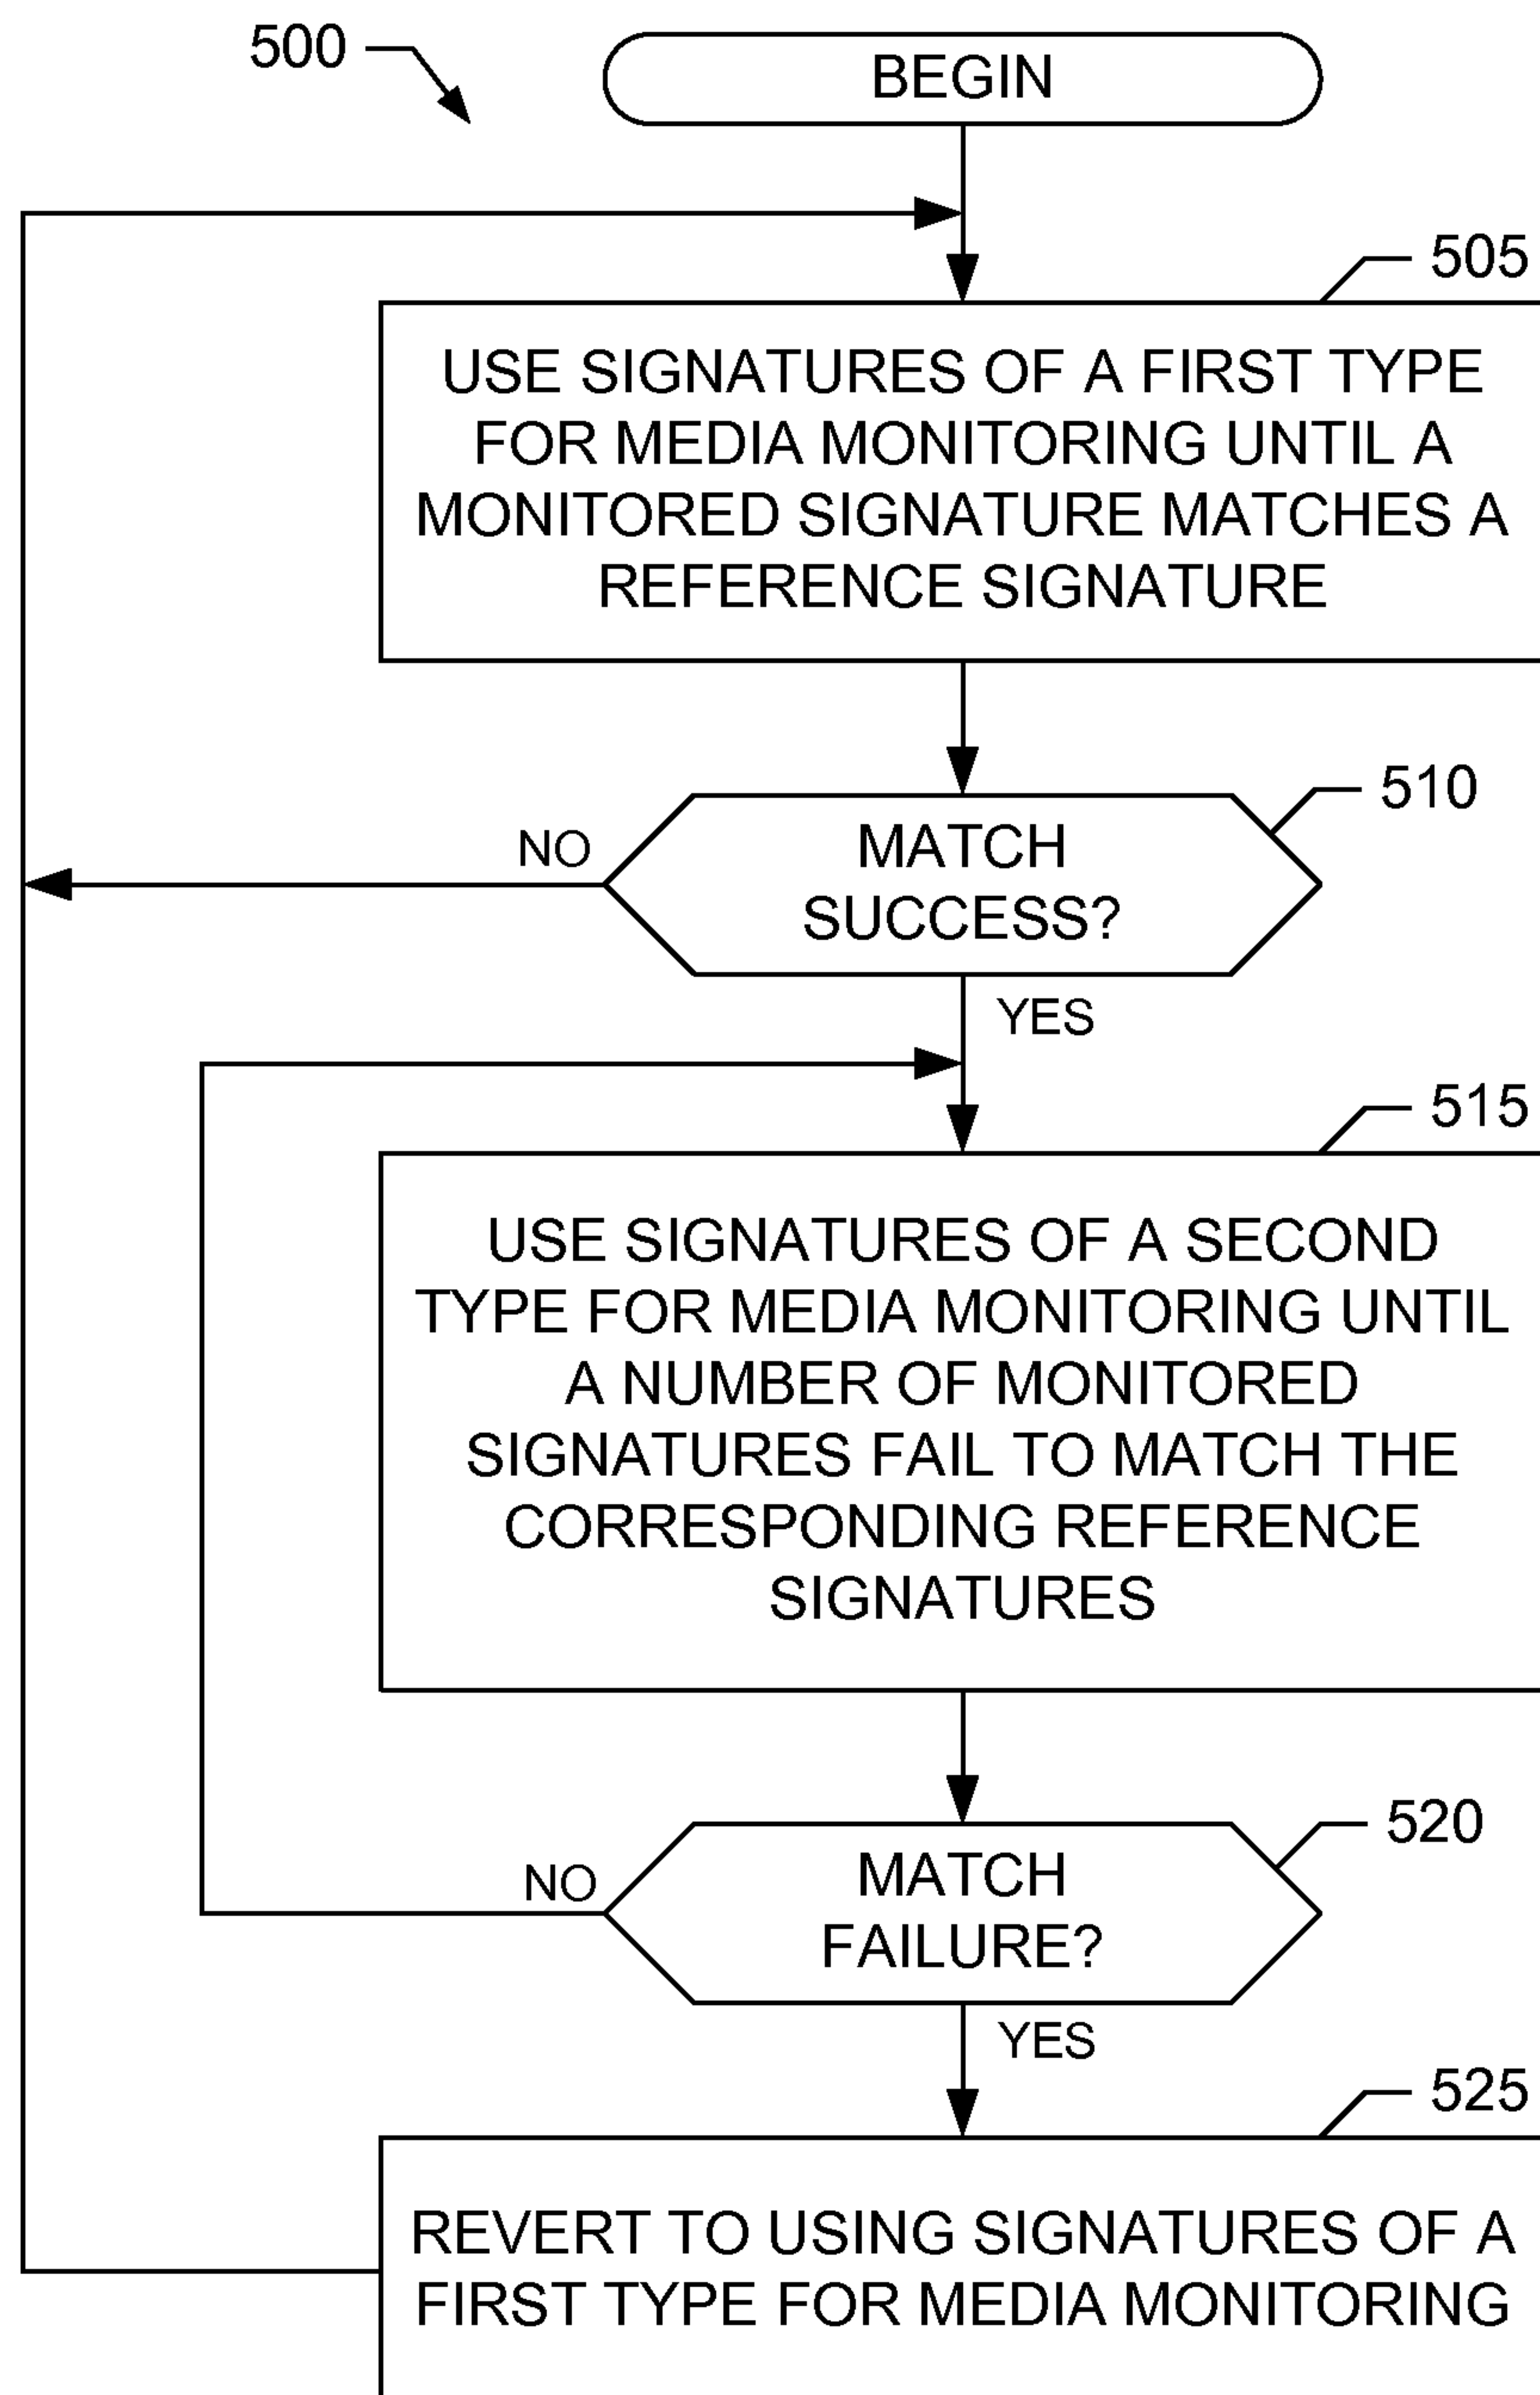 500
BEGIN
505
USE SIGNATURES OF A FIRST TYPE
FOR MEDIA MONITORING UNTIL A
MONITORED SIGNATURE MATCHES A
REFERENCE SIGNATURE
510
NO
MATCH
SUCCESS?
YES
515
USE SIGNATURES OF A SECOND
TYPE FOR MEDIA MONITORING UNTIL
A NUMBER OF MONITORED
SIGNATURES FAIL TO MATCH THE
CORRESPONDING REFERENCE
SIGNATURES
520
NO
MATCH
FAILURE?
YES
525
REVERT TO USING SIGNATURES OF A
FIRST TYPE FOR MEDIA MONITORING